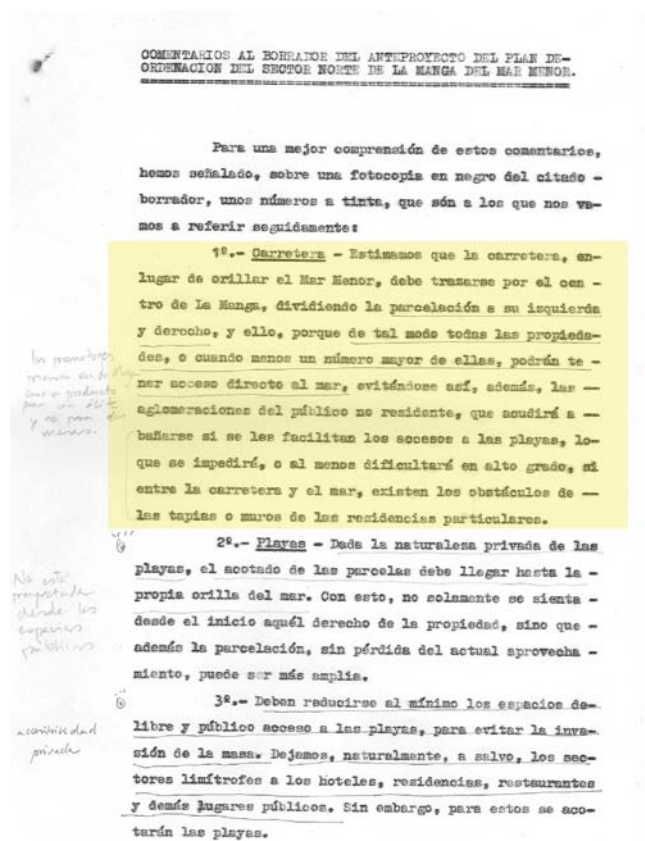 COMENTARIOS AL BORRADOR DEL ANTEPROYECTO DEL PLAN DE-
ORDENACION DEL SECTOR NORTE DE LA MANGA DEL MAR MENOR.
Para una mejor comprensión de estos comentarios,
hemos señalado, sobre una fotocopia en negro del citado -
borrador, unos números a tinta, que són a los que nos va-
mos a referir seguidamente:
1º.- Carretera - Estimamos que la carretera, en-
lugar de orillar el Mar Menor, debe trazarse por el cen -
tro de La Manga, dividiendo la parcelación a su izquierda
y derecho, y ello, porque de tal modo todas las propieda-
des, o cuando menos un número mayor de ellas, podrán te -
ner acceso directo al mar, evitándose así, además, las --
aglomeraciones del público no residente, que acudirá a --
bañarse si se les facilitan los accesos a las playas, lo-
que se impedirá, o al menos dificultará en alto grado, si
entre la carretera y el mar, existen los obstáculos de --
las tapias o muros de las residencias particulares.
2º.- Playas - Dada la naturaleza privada de las
playas, el acotado de las parcelas debe llegar hasta la -
propia orilla del mar. Con esto, no solamente se sienta -
desde el inicio aquél derecho de la propiedad, sino que -
además la parcelación, sin pérdida del actual aprovecha -
miento, puede ser más amplia.
3º.- Deben reducirse al mínimo los espacios de-
libre y público acceso a las playas, para evitar la inva-
sión de la masa. Dejamos, naturalmente, a salvo, los sec-
tores limítrofes a los hoteles, residencias, restaurantes
y demás lugares públicos. Sin embargo, para estos se aco-
tarán las playas.
los promotores
y no para
No está
proyectada
desde los
espacios
públicos
accesibilidad
privada